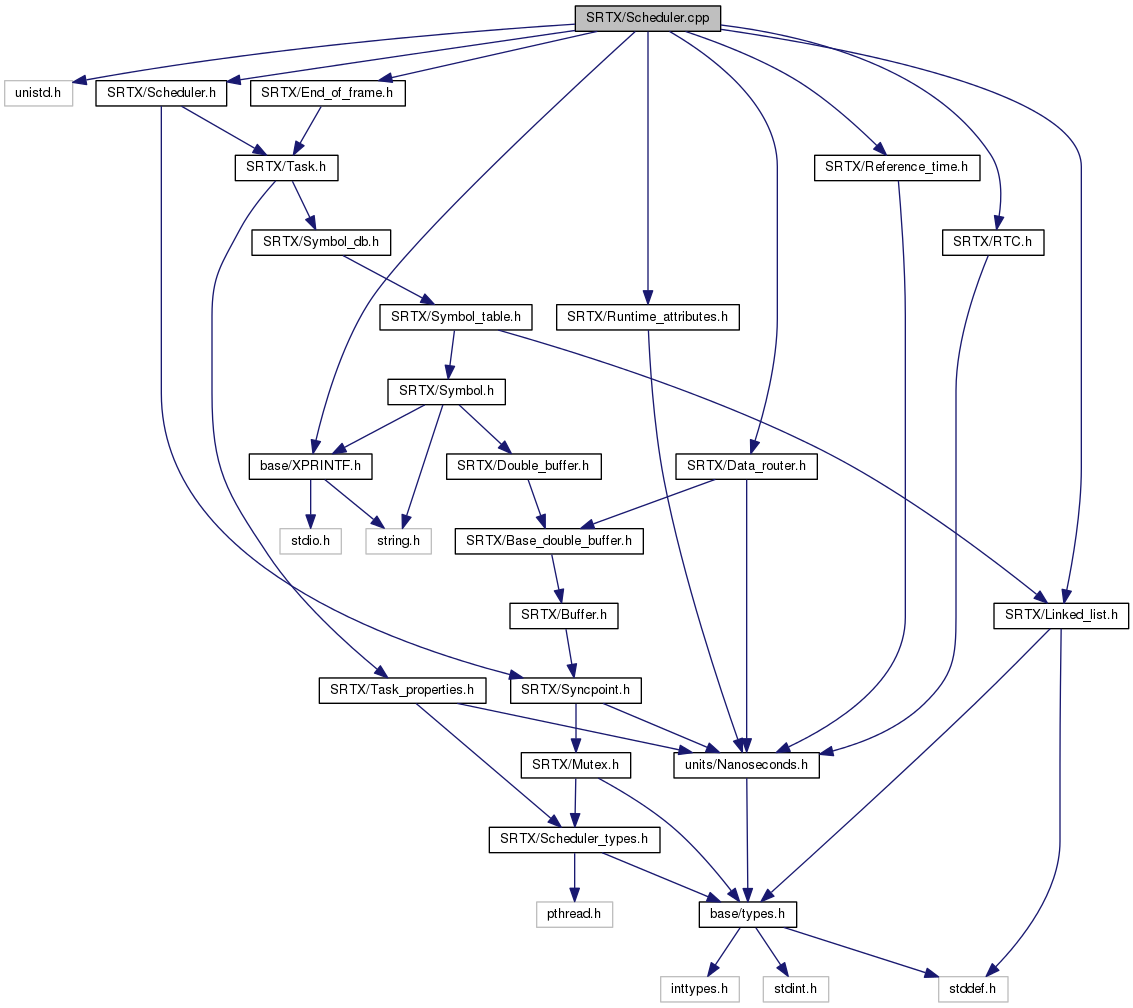 SRTX/Scheduler.cpp
unistd.h
SRTX/Scheduler.h
SRTX/End_of_frame.h
SRTX/Task.h
SRTX/Reference_time.h
SRTX/Symbol_db.h
SRTX/RTC.h
SRTX/Symbol_table.h
SRTX/Runtime_attributes.h
SRTX/Symbol.h
base/XPRINTF.h
SRTX/Double_buffer.h
SRTX/Data_router.h
stdio.h
string.h
SRTX/Base_double_buffer.h
SRTX/Buffer.h
SRTX/Linked_list.h
SRTX/Task_properties.h
SRTX/Syncpoint.h
SRTX/Mutex.h
units/Nanoseconds.h
SRTX/Scheduler_types.h
pthread.h
base/types.h
inttypes.h
stdint.h
stddef.h